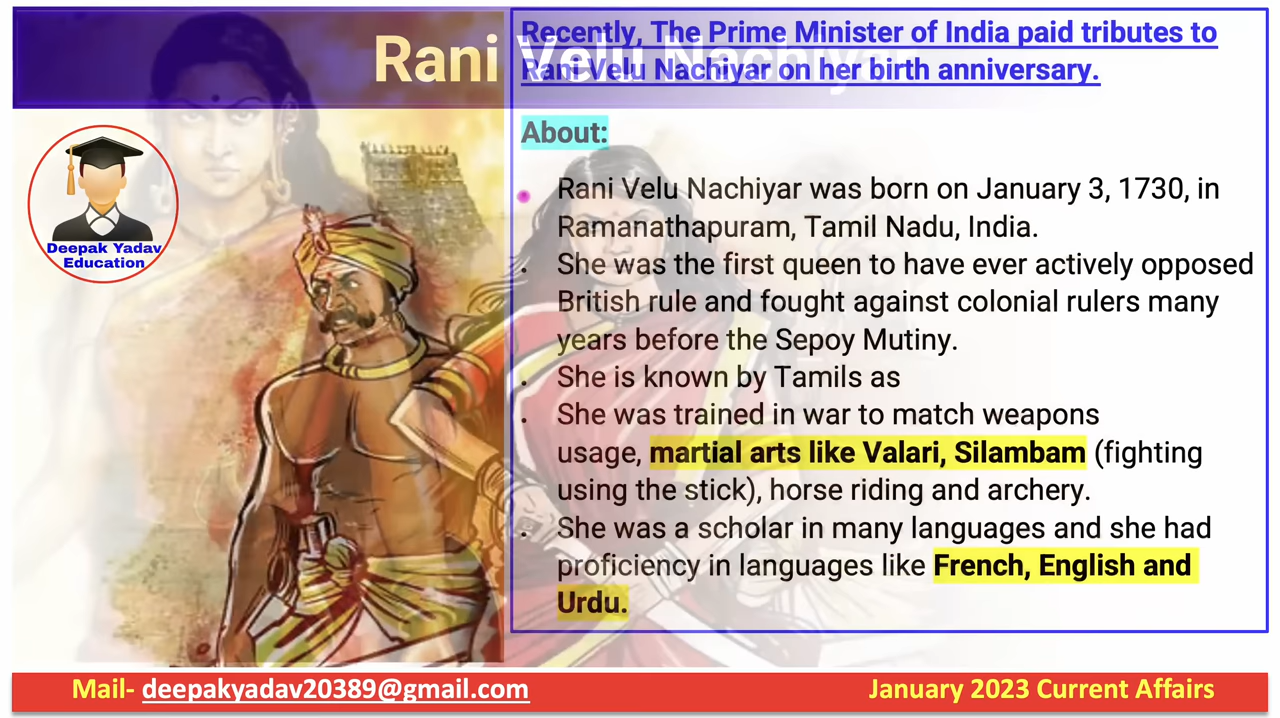 Rani Velu Nachiyar
Recently, The Prime Minister of India paid tributes to
Rani Velu Nachiyar on her birth anniversary.
About:
Rani Velu Nachiyar was born on January 3, 1730, in
Ramanathapuram, Tamil Nadu, India.
She was the first queen to have ever actively opposed
British rule and fought against colonial rulers many
years before the Sepoy Mutiny.
She is known by Tamils as
She was trained in war to match weapons
usage, martial arts like Valari, Silambam (fighting
using the stick), horse riding and archery.
She was a scholar in many languages and she had
proficiency in languages like French, English and
Urdu.
Deepak Yadav
Education
Mail- deepakyadav20389@gmail.com
January 2023 Current Affairs